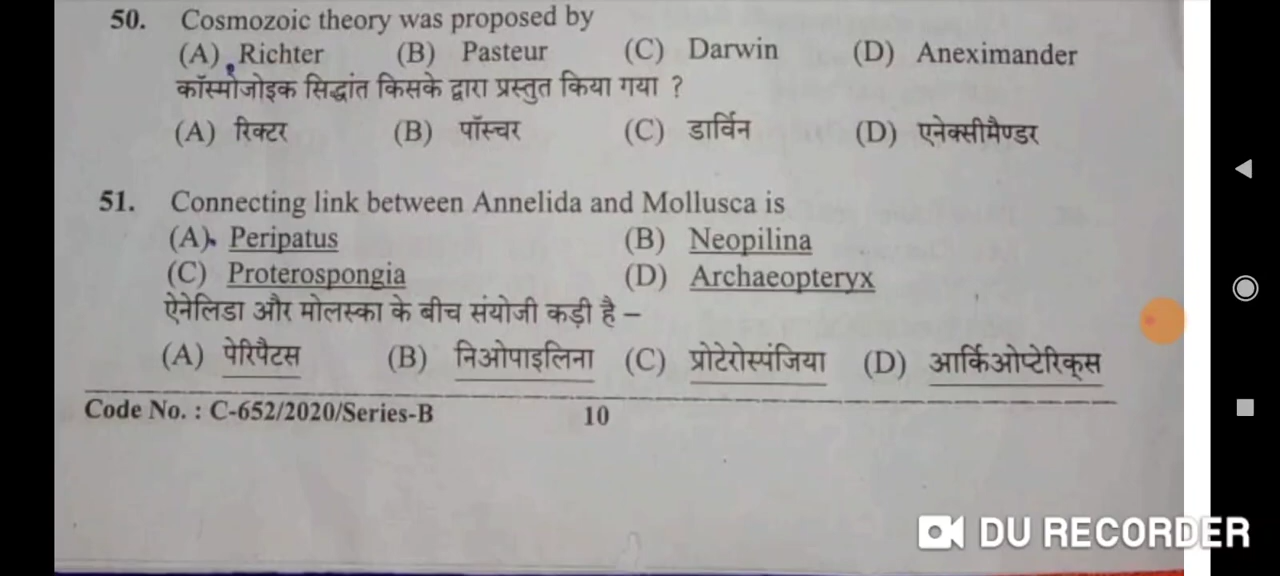 50. Cosmozoic theory was proposed by
(A) Richter (B) Pasteur (C) Darwin (D) Aneximander
कॉस्मोजोइक सिद्धांत किसके द्वारा प्रस्तुत किया गया ?
(A) रिक्टर (B) पॉस्चर (C) डार्विन (D) एनेक्सीमैण्डर
51. Connecting link between Annelida and Mollusca is
(A) Peripatus (B) Neopilina
(C) Proterospongia (D) Archaeopteryx
ऐनेलिडा और मोलस्का के बीच संयोजी कड़ी है –
(A) पेरिपैटस (B) निओपाइलिना (C) प्रोटेरोस्पंजिया (D) आर्किओप्टेरिक्स
Code No. : C-652/2020/Series-B 10
DU RECORDER